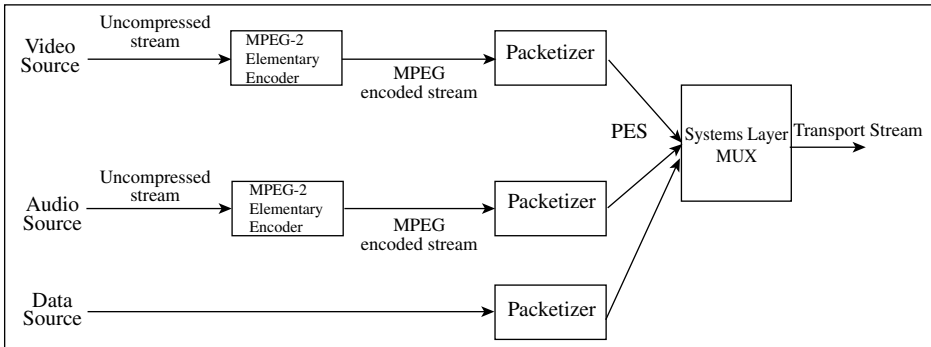 Uncompressed
stream
Video
Source
MPEG-2
Elementary
Encoder
MPEG
encoded stream
Packetizer
PES
Systems Layer
MUX
Transport Stream
Uncompressed
stream
Audio
Source
MPEG-2
Elementary
Encoder
MPEG
encoded stream
Packetizer
Data
Source
Packetizer